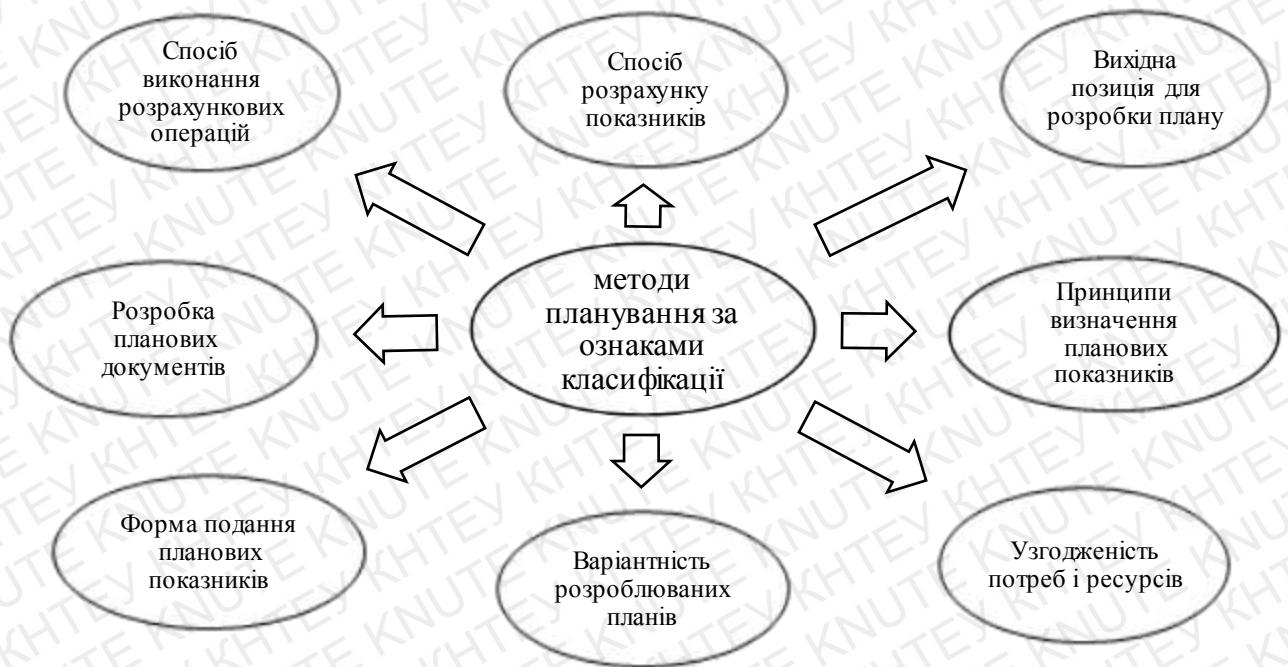 Спосіб
виконання
розрахункових
операцій
Спосіб
розрахунку
показників
Вихідна
позиція для
розробки плану
Розробка
планових
документів
методи
планування за
ознаками
класифікації
Принципи
визначення
планових
показників
Форма подання
планових
показників
Варіантність
розроблюваних
планів
Узгодженість
потреб і ресурсів